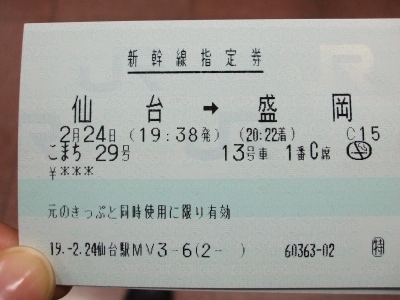 新幹線指定券
仙台 → 盛岡
2月24日 (19:38発) (20:22着) C15
こまち 29号 13号車 1番C席
¥***
元のきっぷと同時使用に限り有効
19.-2.24仙台駅MV3-6(2- ) 60363-02 特